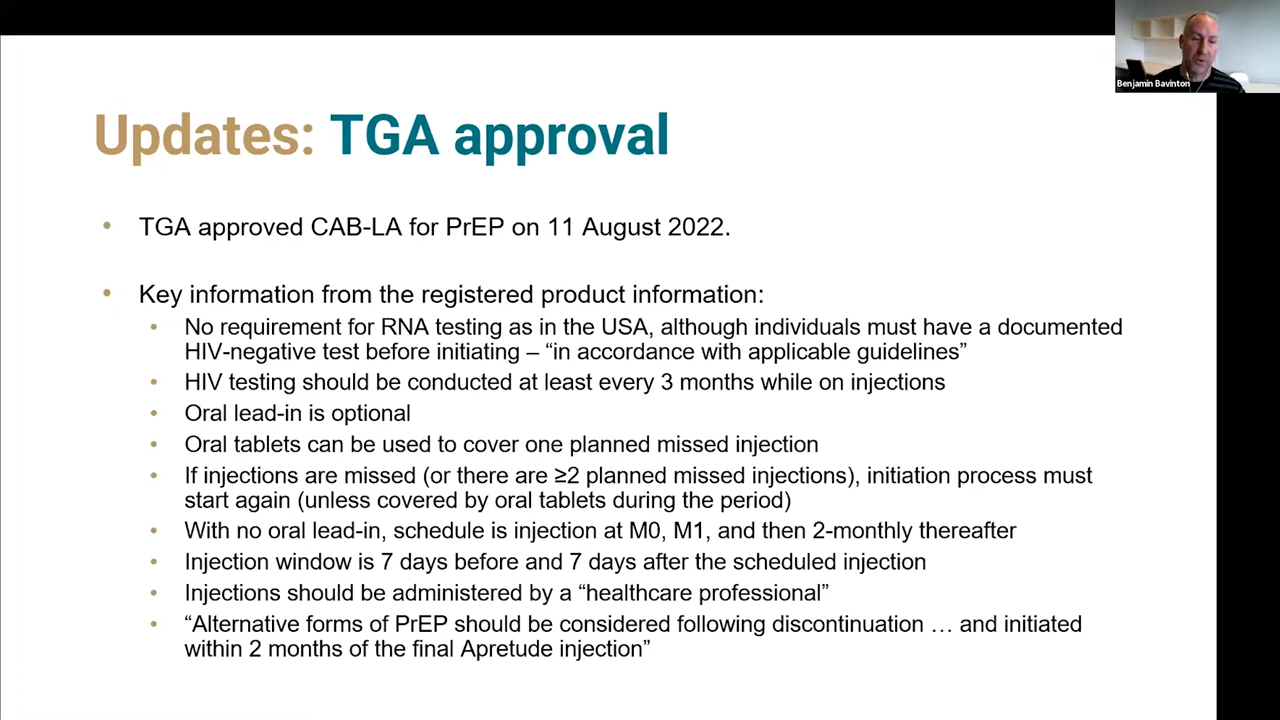 Benjamin Bavinton
Updates: TGA approval
• TGA approved CAB-LA for PrEP on 11 August 2022.
• Key information from the registered product information:
• No requirement for RNA testing as in the USA, although individuals must have a documented
HIV-negative test before initiating – “in accordance with applicable guidelines”
• HIV testing should be conducted at least every 3 months while on injections
• Oral lead-in is optional
• Oral tablets can be used to cover one planned missed injection
• If injections are missed (or there are ≥2 planned missed injections), initiation process must
start again (unless covered by oral tablets during the period)
• With no oral lead-in, schedule is injection at M0, M1, and then 2-monthly thereafter
• Injection window is 7 days before and 7 days after the scheduled injection
• Injections should be administered by a “healthcare professional”
• “Alternative forms of PrEP should be considered following discontinuation … and initiated
within 2 months of the final Apretude injection”